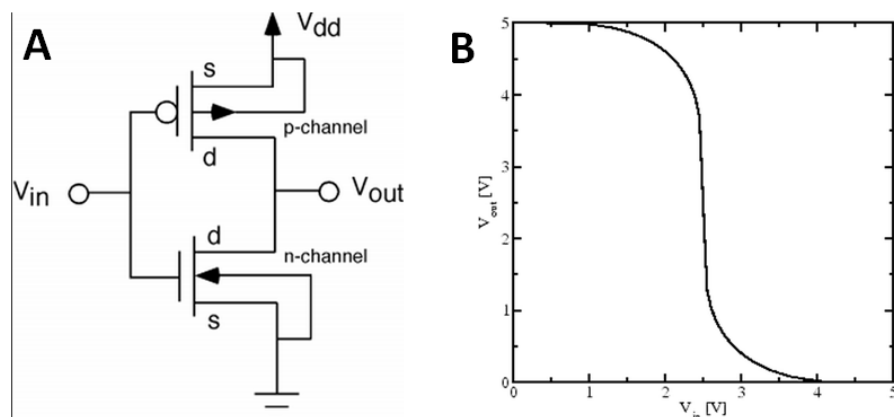 A
V_dd
s
p-channel
d
V_in
V_out
d
n-channel
s
B
5
4
3
2
1
0
V_out [V]
0
1
2
3
4
5
V_in [V]